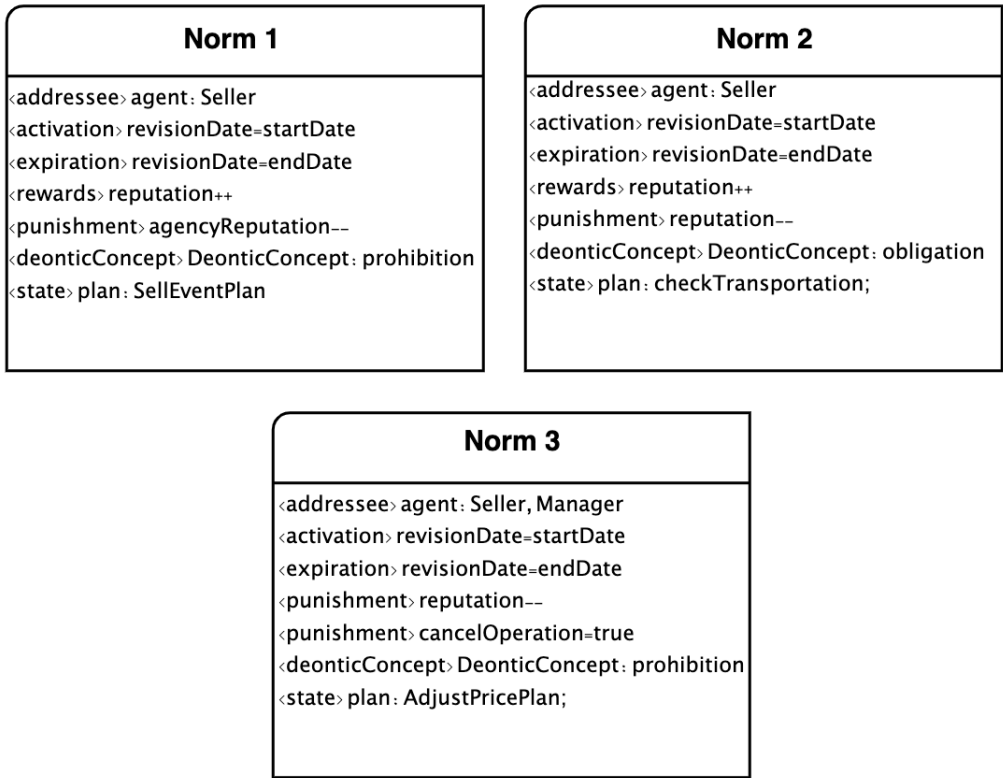 Norm 1
<addressee> agent: Seller
<activation> revisionDate=startDate
<expiration> revisionDate=endDate
<rewards> reputation++
<punishment> agencyReputation--
<deonticConcept> DeonticConcept: prohibition
<state> plan: SellEventPlan
Norm 2
<addressee> agent: Seller
<activation> revisionDate=startDate
<expiration> revisionDate=endDate
<rewards> reputation++
<punishment> reputation--
<deonticConcept> DeonticConcept: obligation
<state> plan: checkTransportation;
Norm 3
<addressee> agent: Seller, Manager
<activation> revisionDate=startDate
<expiration> revisionDate=endDate
<punishment> reputation--
<punishment> cancelOperation=true
<deonticConcept> DeonticConcept: prohibition
<state> plan: AdjustPricePlan;